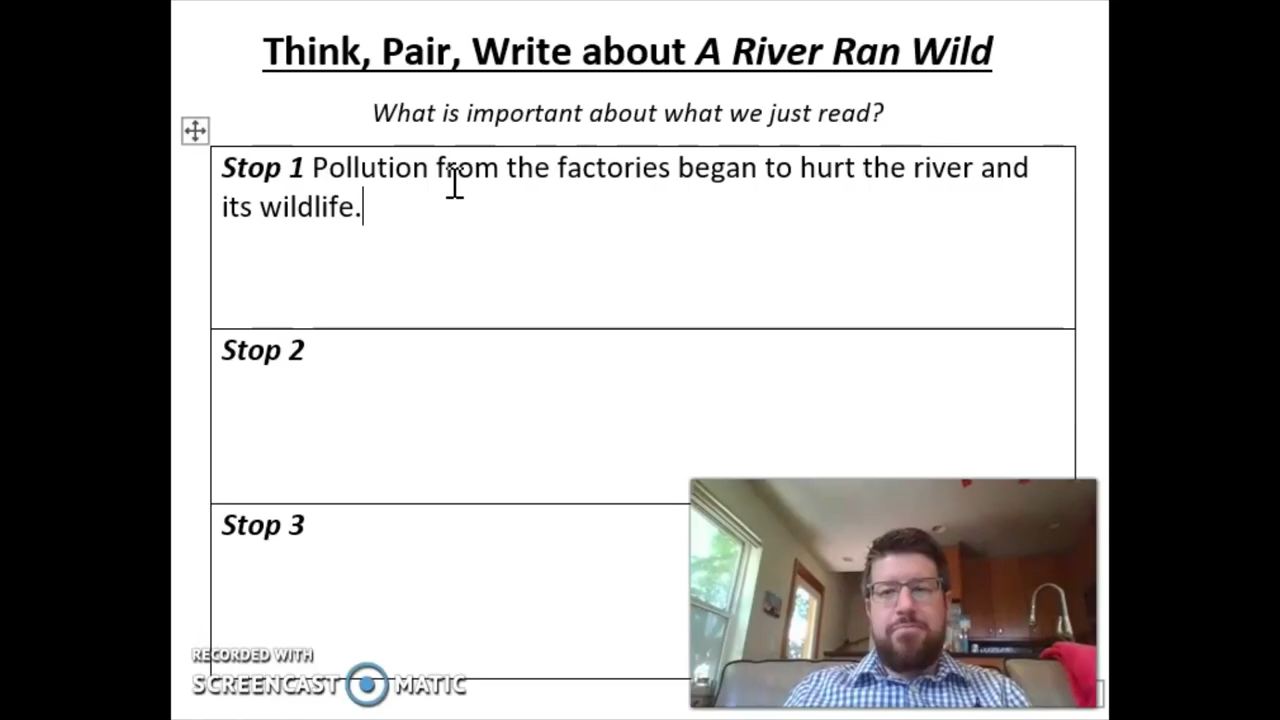 Think, Pair, Write about A River Ran Wild
What is important about what we just read?
Stop 1 Pollution from the factories began to hurt the river and
its wildlife.
Stop 2
Stop 3
RECORDED WITH
SCREENCAST MATIC